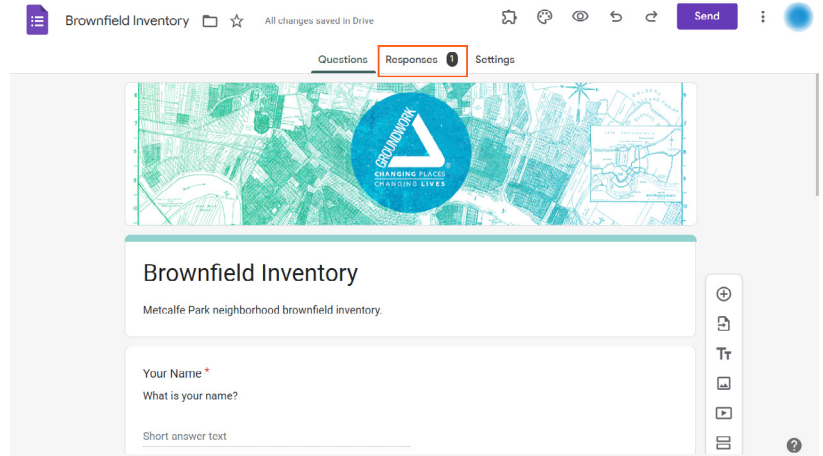 Brownfield Inventory
All changes saved in Drive
Send
Questions
Responses 1
Settings
GROUNDWORK
®
CHANGING PLACES
CHANGING LIVES
Brownfield Inventory
Metcalfe Park neighborhood brownfield inventory.
Your Name *
What is your name?
Short answer text
Tт
?